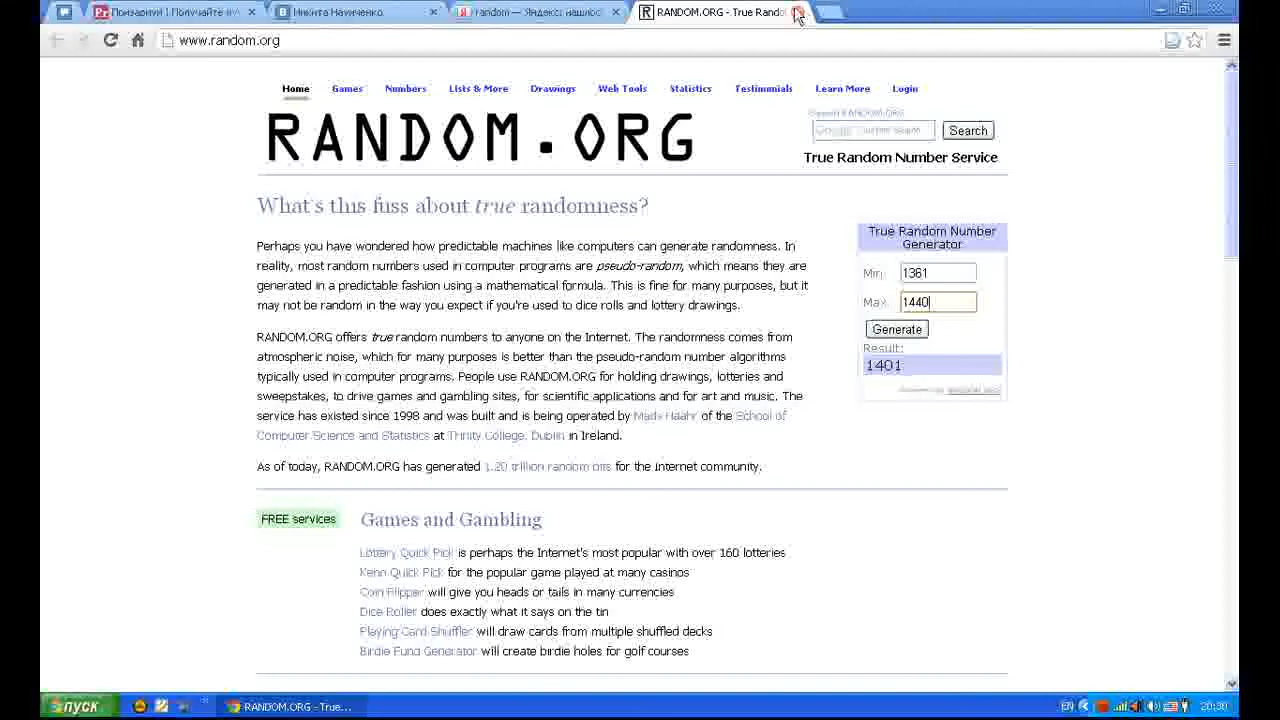 Призария! Получайте
Никита Ничипенко
random — Яндекс: нашлось
RANDOM.ORG - True Rando
www.random.org
Home Games Numbers Lists & More Drawings Web Tools Statistics Testimonials Learn More Login
Search RANDOM.ORG
RANDOM.ORG
Google Custom Search Search
True Random Number Service
What's this fuss about true randomness?
True Random Number
Generator
Perhaps you have wondered how predictable machines like computers can generate randomness. In
reality, most random numbers used in computer programs are pseudo-random, which means they are
generated in a predictable fashion using a mathematical formula. This is fine for many purposes, but it
may not be random in the way you expect if you're used to dice rolls and lottery drawings.
Min: 1361
Max: 1440
Generate
Result:
1401
RANDOM.ORG offers true random numbers to anyone on the Internet. The randomness comes from
atmospheric noise, which for many purposes is better than the pseudo-random number algorithms
typically used in computer programs. People use RANDOM.ORG for holding drawings, lotteries and
sweepstakes, to drive games and gambling sites, for scientific applications and for art and music. The
service has existed since 1998 and was built and is being operated by Mads Haahr of the School of
Computer Science and Statistics at Trinity College, Dublin in Ireland.
As of today, RANDOM.ORG has generated 1.20 trillion random bits for the Internet community.
FREE services
Games and Gambling
Lottery Quick Pick is perhaps the Internet's most popular with over 160 lotteries
Keno Quick Pick for the popular game played at many casinos
Coin Flipper will give you heads or tails in many currencies
Dice Roller does exactly what it says on the tin
Playing Card Shuffler will draw cards from multiple shuffled decks
Birdie Fund Generator will create birdie holes for golf courses
пуск
RANDOM.ORG - True...
EN
20:30